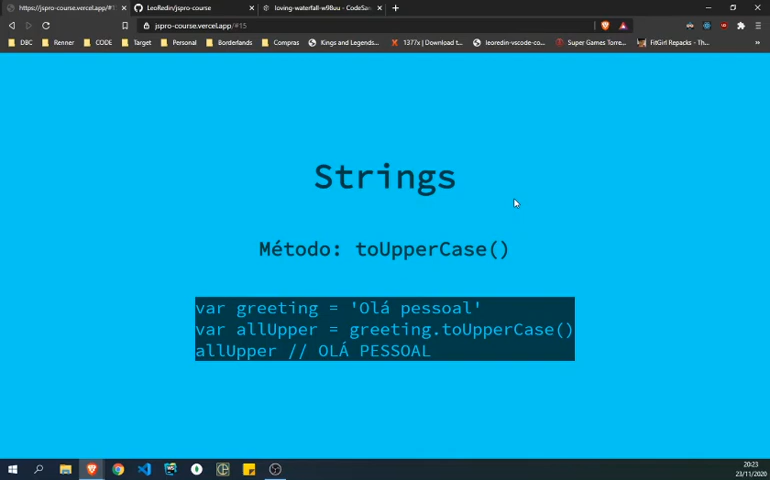 https://jspro-course.vercel.app/#1
LeoRedin/jspro-course
loving-waterfall-w98uu - CodeSan
jspro-course.vercel.app/#15
DBC
Renner
CODE
Target
Personal
Borderlands
Compras
Kings and Legends...
1377x | Download t...
leoredin-vscode-co...
Super Games Torre...
FitGirl Repacks - Th...
Strings
Método: toUpperCase()
var greeting = 'Olá pessoal'
var allUpper = greeting.toUpperCase()
allUpper // OLÁ PESSOAL
20:23
23/11/2020